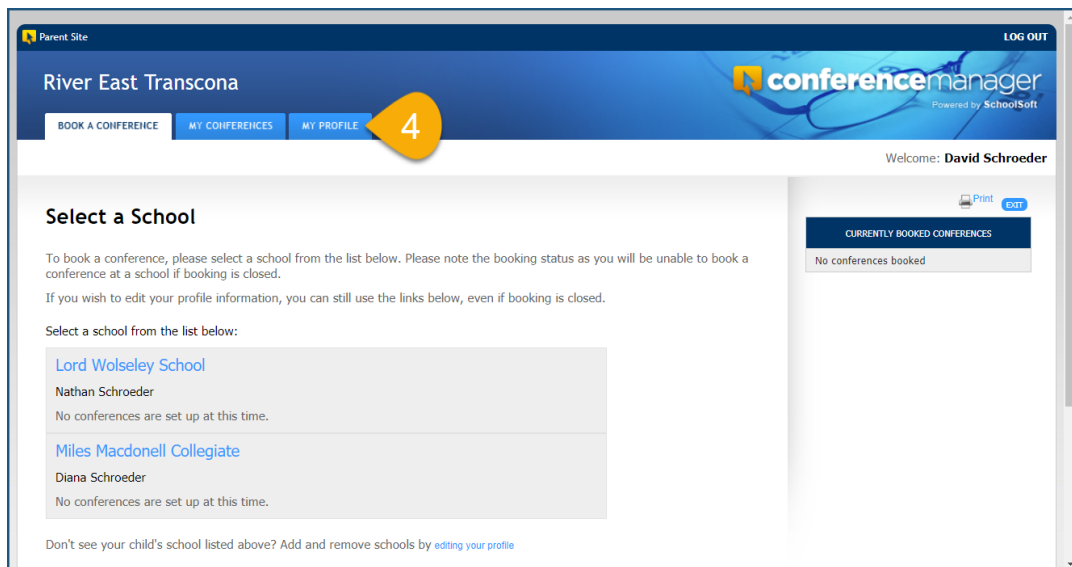 Parent Site
LOG OUT
River East Transcona
conferencemanager
Powered by SchoolSoft
BOOK A CONFERENCE
MY CONFERENCES
MY PROFILE
4
Welcome: David Schroeder
Print
EXIT
Select a School
CURRENTLY BOOKED CONFERENCES
No conferences booked
To book a conference, please select a school from the list below. Please note the booking status as you will be unable to book a
conference at a school if booking is closed.
If you wish to edit your profile information, you can still use the links below, even if booking is closed.
Select a school from the list below:
Lord Wolseley School
Nathan Schroeder
No conferences are set up at this time.
Miles Macdonell Collegiate
Diana Schroeder
No conferences are set up at this time.
Don't see your child's school listed above? Add and remove schools by editing your profile